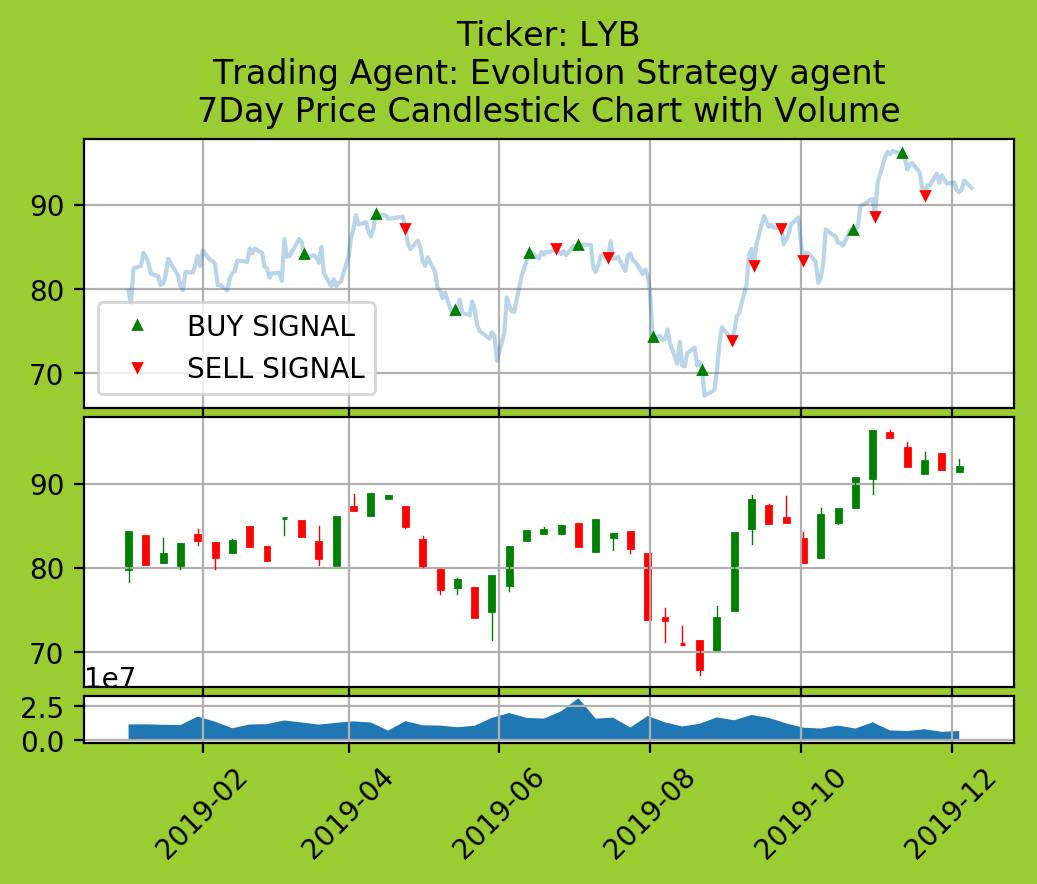 Ticker: LYB
Trading Agent: Evolution Strategy agent
7Day Price Candlestick Chart with Volume
90
80
70
BUY SIGNAL
SELL SIGNAL
90
80
70
1e7
2.5
0.0
2019-02
2019-04
2019-06
2019-08
2019-10
2019-12